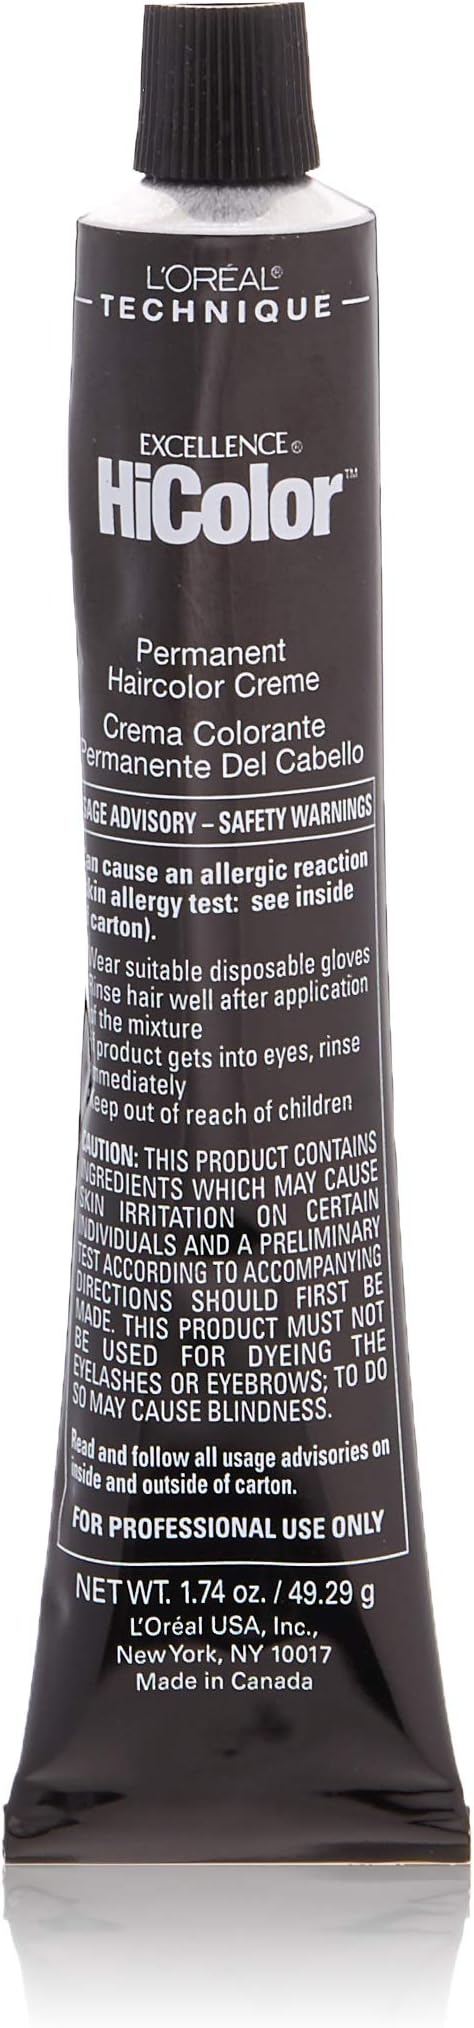 L'ORÉAL®
TECHNIQUE
EXCELLENCE®
HiColor™
Permanent
Haircolor Creme
Crema Colorante
Permanente Del Cabello
SAGE ADVISORY – SAFETY WARNINGS
an cause an allergic reaction
kin allergy test: see inside
carton).
Wear suitable disposable gloves
Rinse hair well after application
of the mixture
If product gets into eyes, rinse
immediately
Keep out of reach of children
CAUTION: THIS PRODUCT CONTAINS
INGREDIENTS WHICH MAY CAUSE
SKIN IRRITATION ON CERTAIN
INDIVIDUALS AND A PRELIMINARY
TEST ACCORDING TO ACCOMPANYING
DIRECTIONS SHOULD FIRST BE
MADE. THIS PRODUCT MUST NOT
BE USED FOR DYEING THE
EYELASHES OR EYEBROWS; TO DO
SO MAY CAUSE BLINDNESS.
Read and follow all usage advisories on
inside and outside of carton.
FOR PROFESSIONAL USE ONLY
NET WT. 1.74 oz. / 49.29 g
L'Oréal USA, Inc.,
New York, NY 10017
Made in Canada